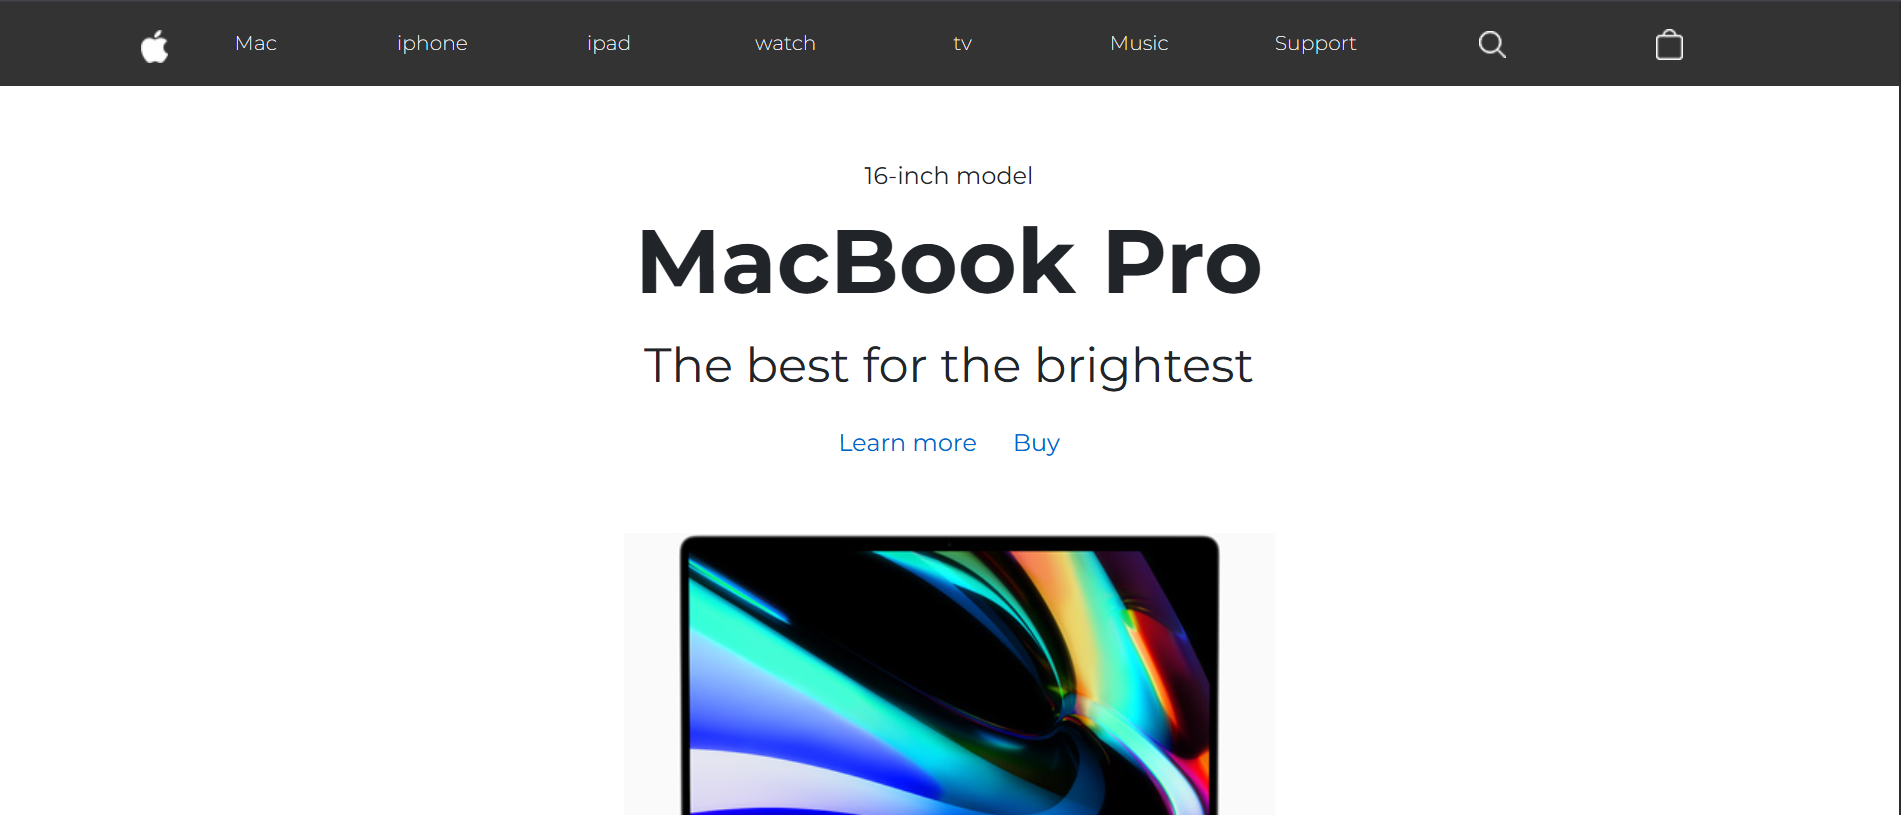 Mac iphone ipad watch tv Music Support
16-inch model
MacBook Pro
The best for the brightest
Learn more Buy